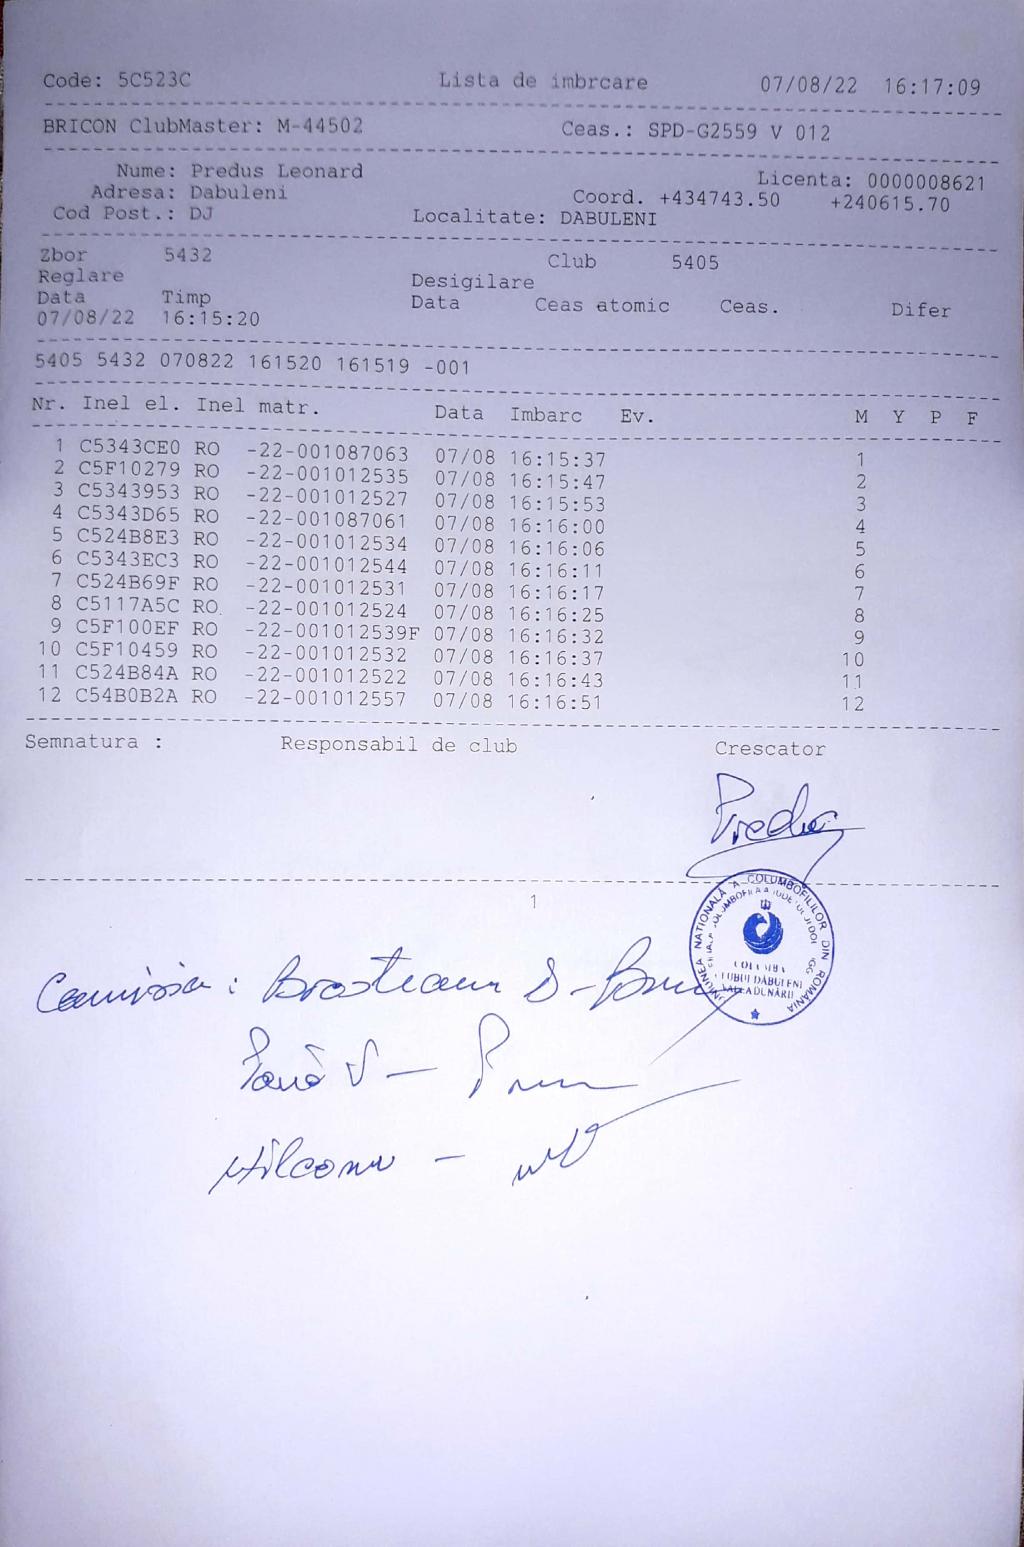 Code: 5C523C Lista de imbrcare 07/08/22 16:17:09
BRICON ClubMaster: M-44502 Ceas.: SPD-G2559 V 012
Nume: Predus Leonard Licenta: 0000008621
Adresa: Dabuleni Coord. +434743.50 +240615.70
Cod Post.: DJ Localitate: DABULENI
Zbor 5432 Club 5405
Reglare Desigilare
Data Timp Data Ceas atomic Ceas. Difer
07/08/22 16:15:20
5405 5432 070822 161520 161519 -001
Nr. Inel el. Inel matr. Data Imbarc Ev. M Y P F
1 C5343CE0 RO -22-001087063 07/08 16:15:37 1
2 C5F10279 RO -22-001012535 07/08 16:15:47 2
3 C5343953 RO -22-001012527 07/08 16:15:53 3
4 C5343D65 RO -22-001087061 07/08 16:16:00 4
5 C524B8E3 RO -22-001012534 07/08 16:16:06 5
6 C5343EC3 RO -22-001012544 07/08 16:16:11 6
7 C524B69F RO -22-001012531 07/08 16:16:17 7
8 C5117A5C RO -22-001012524 07/08 16:16:25 8
9 C5F100EF RO -22-001012539F 07/08 16:16:32 9
10 C5F10459 RO -22-001012532 07/08 16:16:37 10
11 C524B84A RO -22-001012522 07/08 16:16:43 11
12 C54B0B2A RO -22-001012557 07/08 16:16:51 12
Semnatura : Responsabil de club Crescator
1
UNIUNEA NATIONALĂ A COLUMBOFILILOR DIN ROMANIA
COLUMBA
CLUBUL DĂBULENI
VALEA DUNĂRII
Comisia: